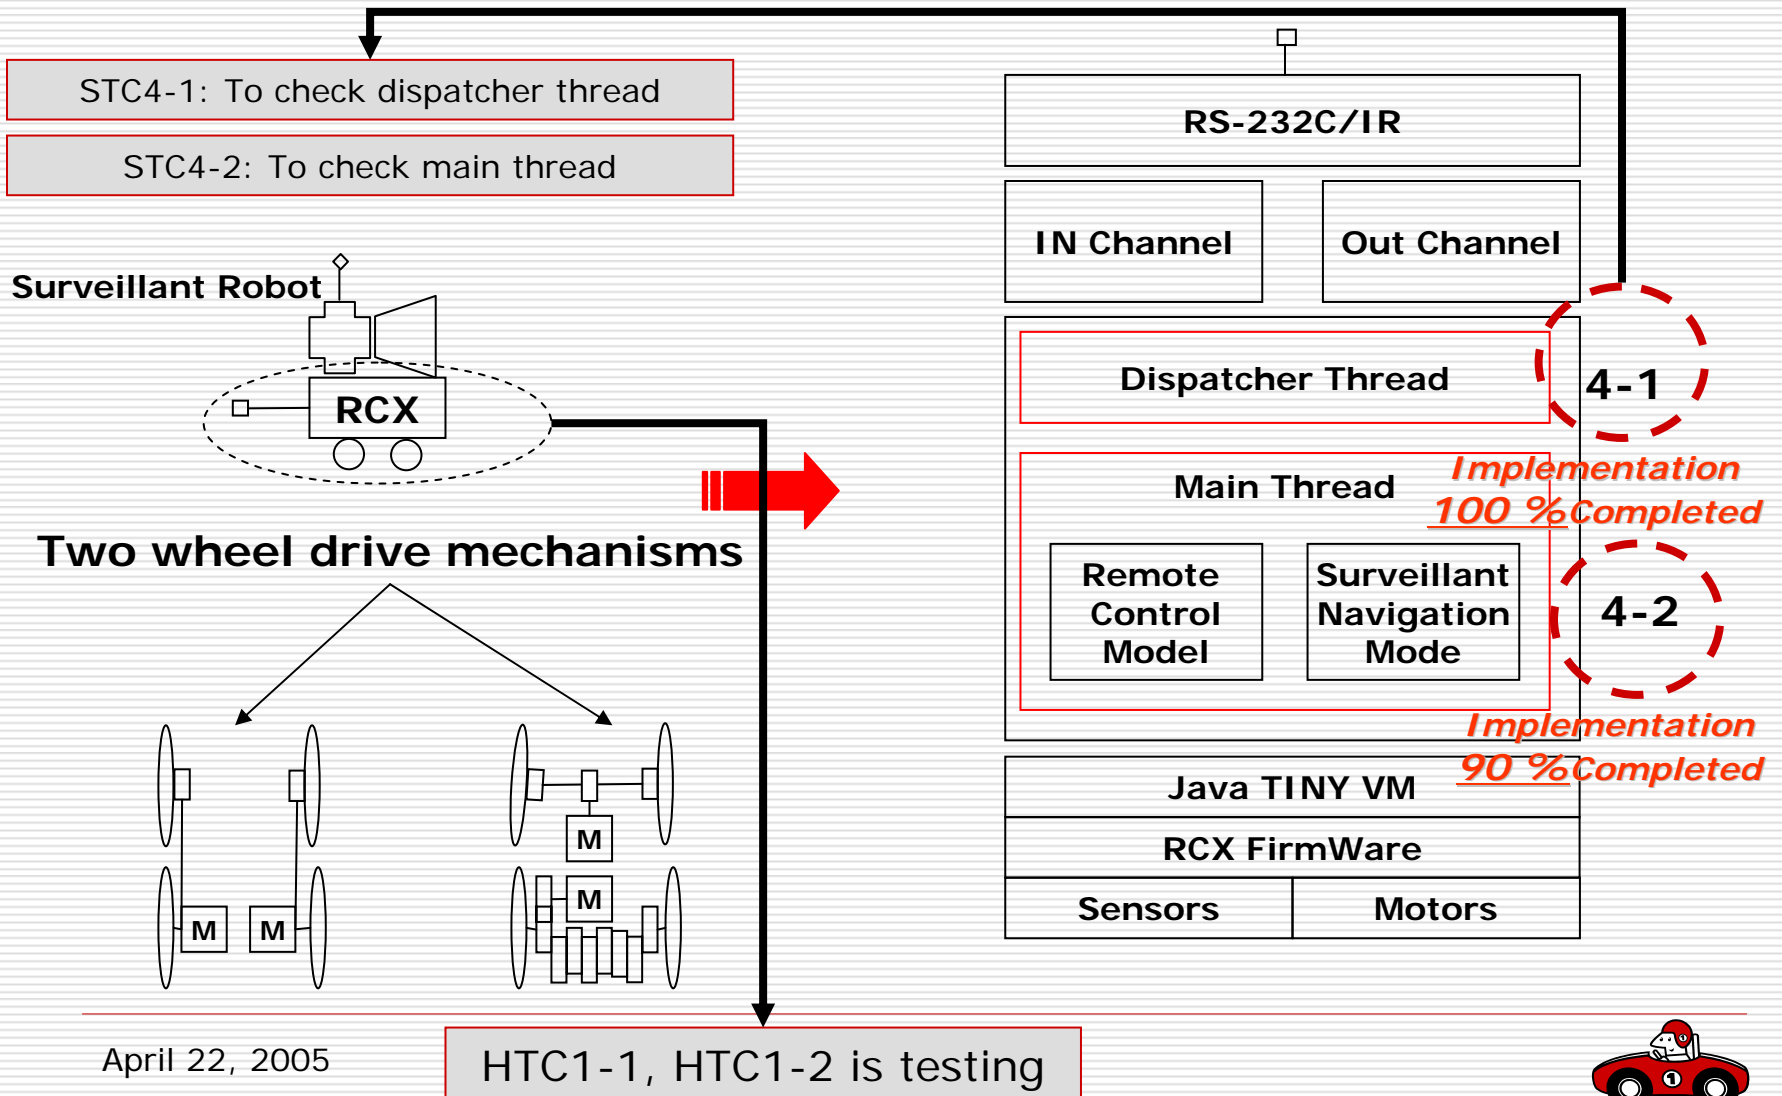 STC4-1: To check dispatcher thread
STC4-2: To check main thread
Surveillant Robot
RCX
Two wheel drive mechanisms
M
M
M
M
RS-232C/IR
IN Channel
Out Channel
Dispatcher Thread
4-1
Implementation
100 %Completed
Main Thread
Remote
Control
Model
Surveillant
Navigation
Mode
4-2
Implementation
90 %Completed
Java TINY VM
RCX FirmWare
Sensors
Motors
April 22, 2005
HTC1-1, HTC1-2 is testing
1
1